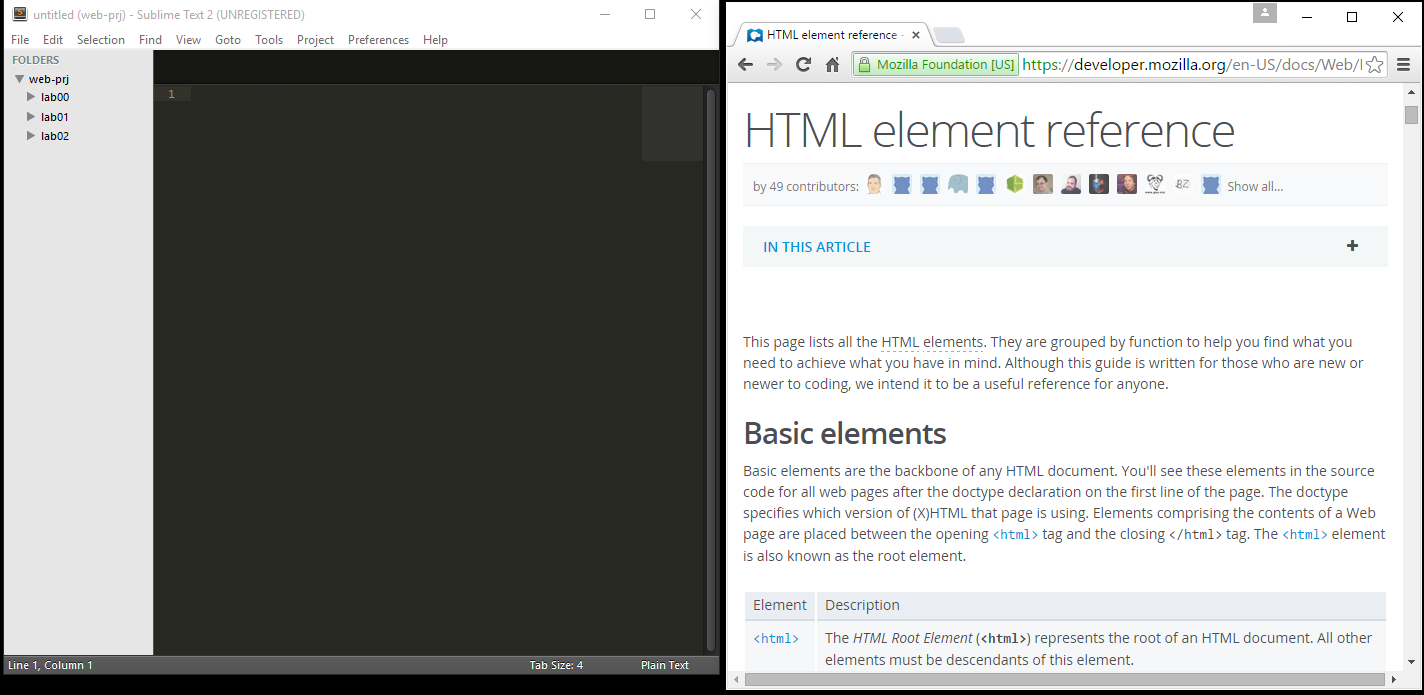 untitled (web-prj) - Sublime Text 2 (UNREGISTERED)
File Edit Selection Find View Goto Tools Project Preferences Help
FOLDERS
web-prj
lab00
lab01
lab02
1
Line 1, Column 1 Tab Size: 4 Plain Text
HTML element reference -
Mozilla Foundation [US] https://developer.mozilla.org/en-US/docs/Web/
HTML element reference
by 49 contributors: Show all...
IN THIS ARTICLE +
This page lists all the HTML elements. They are grouped by function to help you find what you
need to achieve what you have in mind. Although this guide is written for those who are new or
newer to coding, we intend it to be a useful reference for anyone.
Basic elements
Basic elements are the backbone of any HTML document. You'll see these elements in the source
code for all web pages after the doctype declaration on the first line of the page. The doctype
specifies which version of (X)HTML that page is using. Elements comprising the contents of a Web
page are placed between the opening <html> tag and the closing </html> tag. The <html> element
is also known as the root element.
Element Description
<html> The HTML Root Element (<html>) represents the root of an HTML document. All other
elements must be descendants of this element.